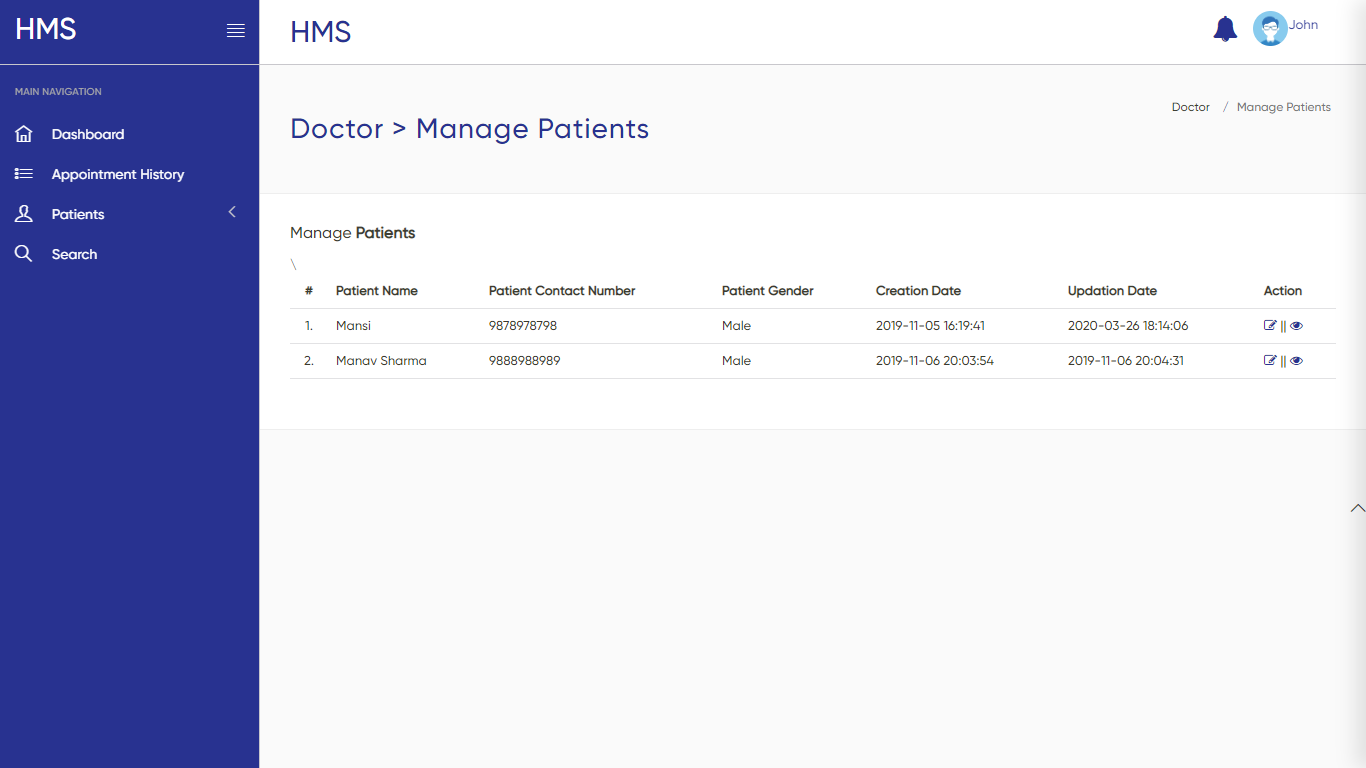 HMS
HMS
John
MAIN NAVIGATION
Dashboard
Appointment History
Patients
Search
Doctor > Manage Patients
Doctor / Manage Patients
Manage Patients
\
# Patient Name Patient Contact Number Patient Gender Creation Date Updation Date Action
1. Mansi 9878978798 Male 2019-11-05 16:19:41 2020-03-26 18:14:06 ||
2. Manav Sharma 9888988989 Male 2019-11-06 20:03:54 2019-11-06 20:04:31 ||